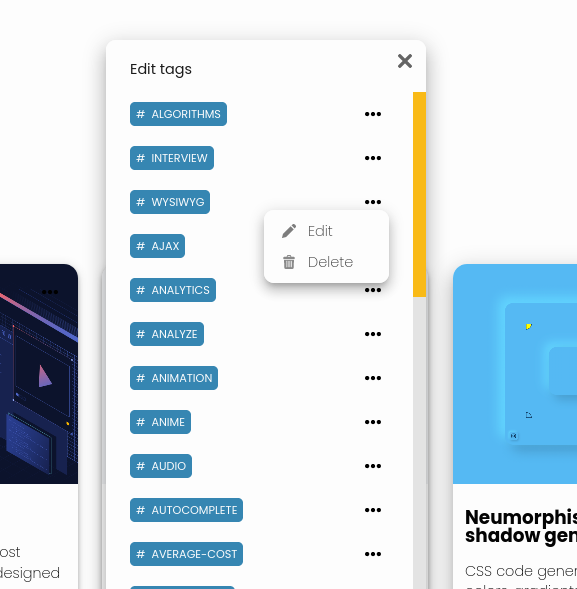 Edit tags
# ALGORITHMS
# INTERVIEW
# WYSIWYG
Edit
# AJAX
Delete
# ANALYTICS
# ANALYZE
# ANIMATION
# ANIME
# AUDIO
# AUTOCOMPLETE
Neumorphis
shadow gen
# AVERAGE-COST
ost
designed
CSS code gener